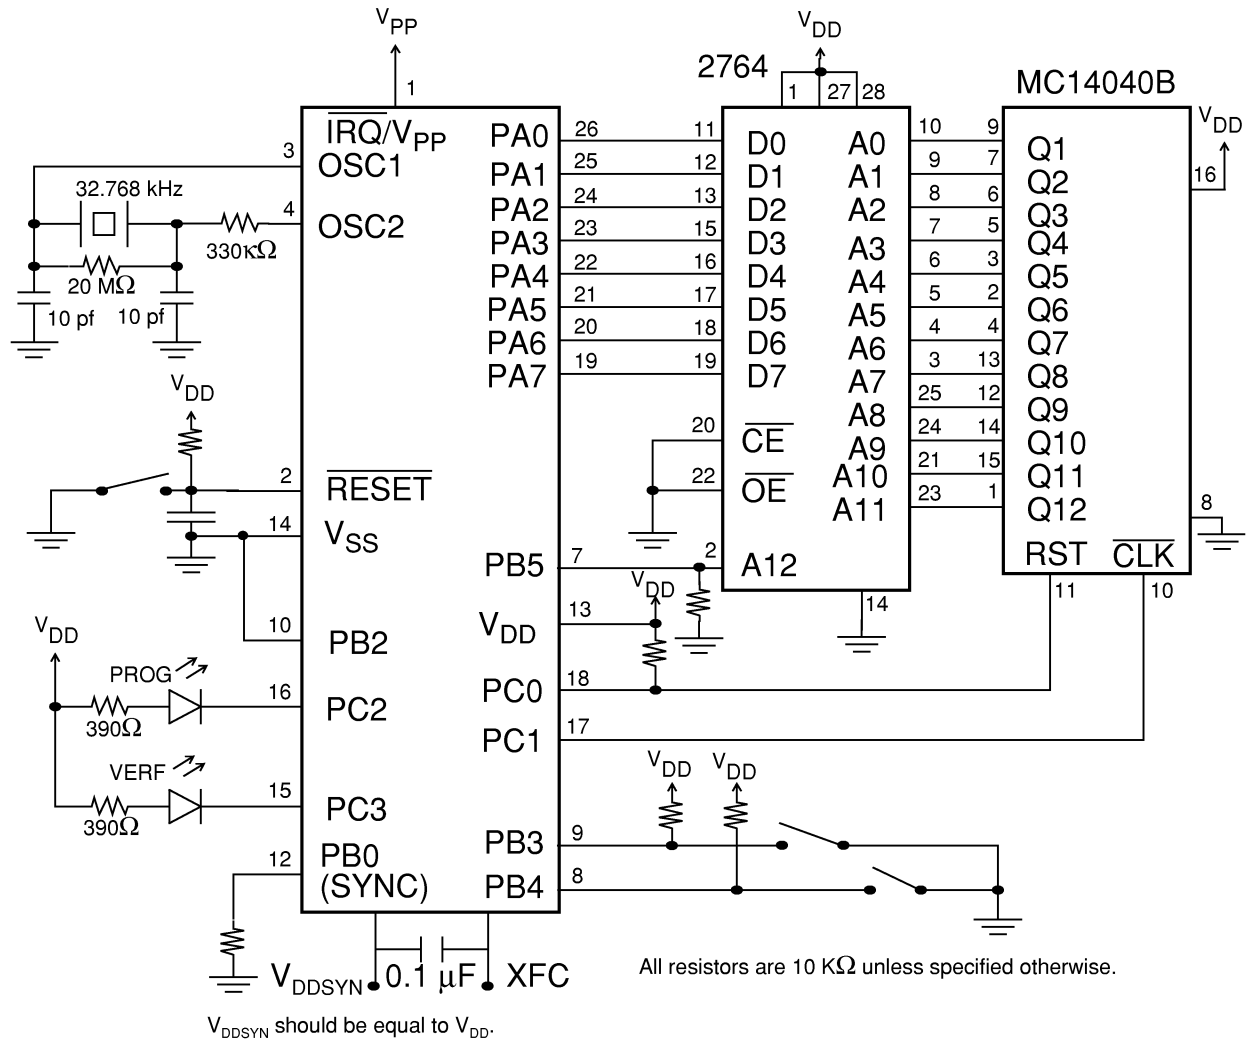 VPP
1
IRQ/VPP
3
OSC1
32.768 kHz
4
OSC2
330κΩ
20 MΩ
10 pf
10 pf
VDD
2
RESET
14
VSS
10
PB2
VDD
PROG
16
PC2
390Ω
VERF
15
PC3
390Ω
12
PB0
(SYNC)
VDDSYN
0.1 μF
XFC
VDDSYN should be equal to VDD.
PA0
26
PA1
25
PA2
24
PA3
23
PA4
22
PA5
21
PA6
20
PA7
19
PB5
7
VDD
13
VDD
PC0
18
PC1
17
VDD
VDD
PB3
9
PB4
8
All resistors are 10 KΩ unless specified otherwise.
2764
VDD
1
27
28
11
D0
12
D1
13
D2
15
D3
16
D4
17
D5
18
D6
19
D7
20
CE
22
OE
2
A12
14
A0
10
A1
9
A2
8
A3
7
A4
6
A5
5
A6
4
A7
3
A8
25
A9
24
A10
21
A11
23
MC14040B
VDD
16
9
Q1
7
Q2
6
Q3
5
Q4
3
Q5
2
Q6
4
Q7
13
Q8
12
Q9
14
Q10
15
Q11
1
Q12
8
RST
CLK
11
10